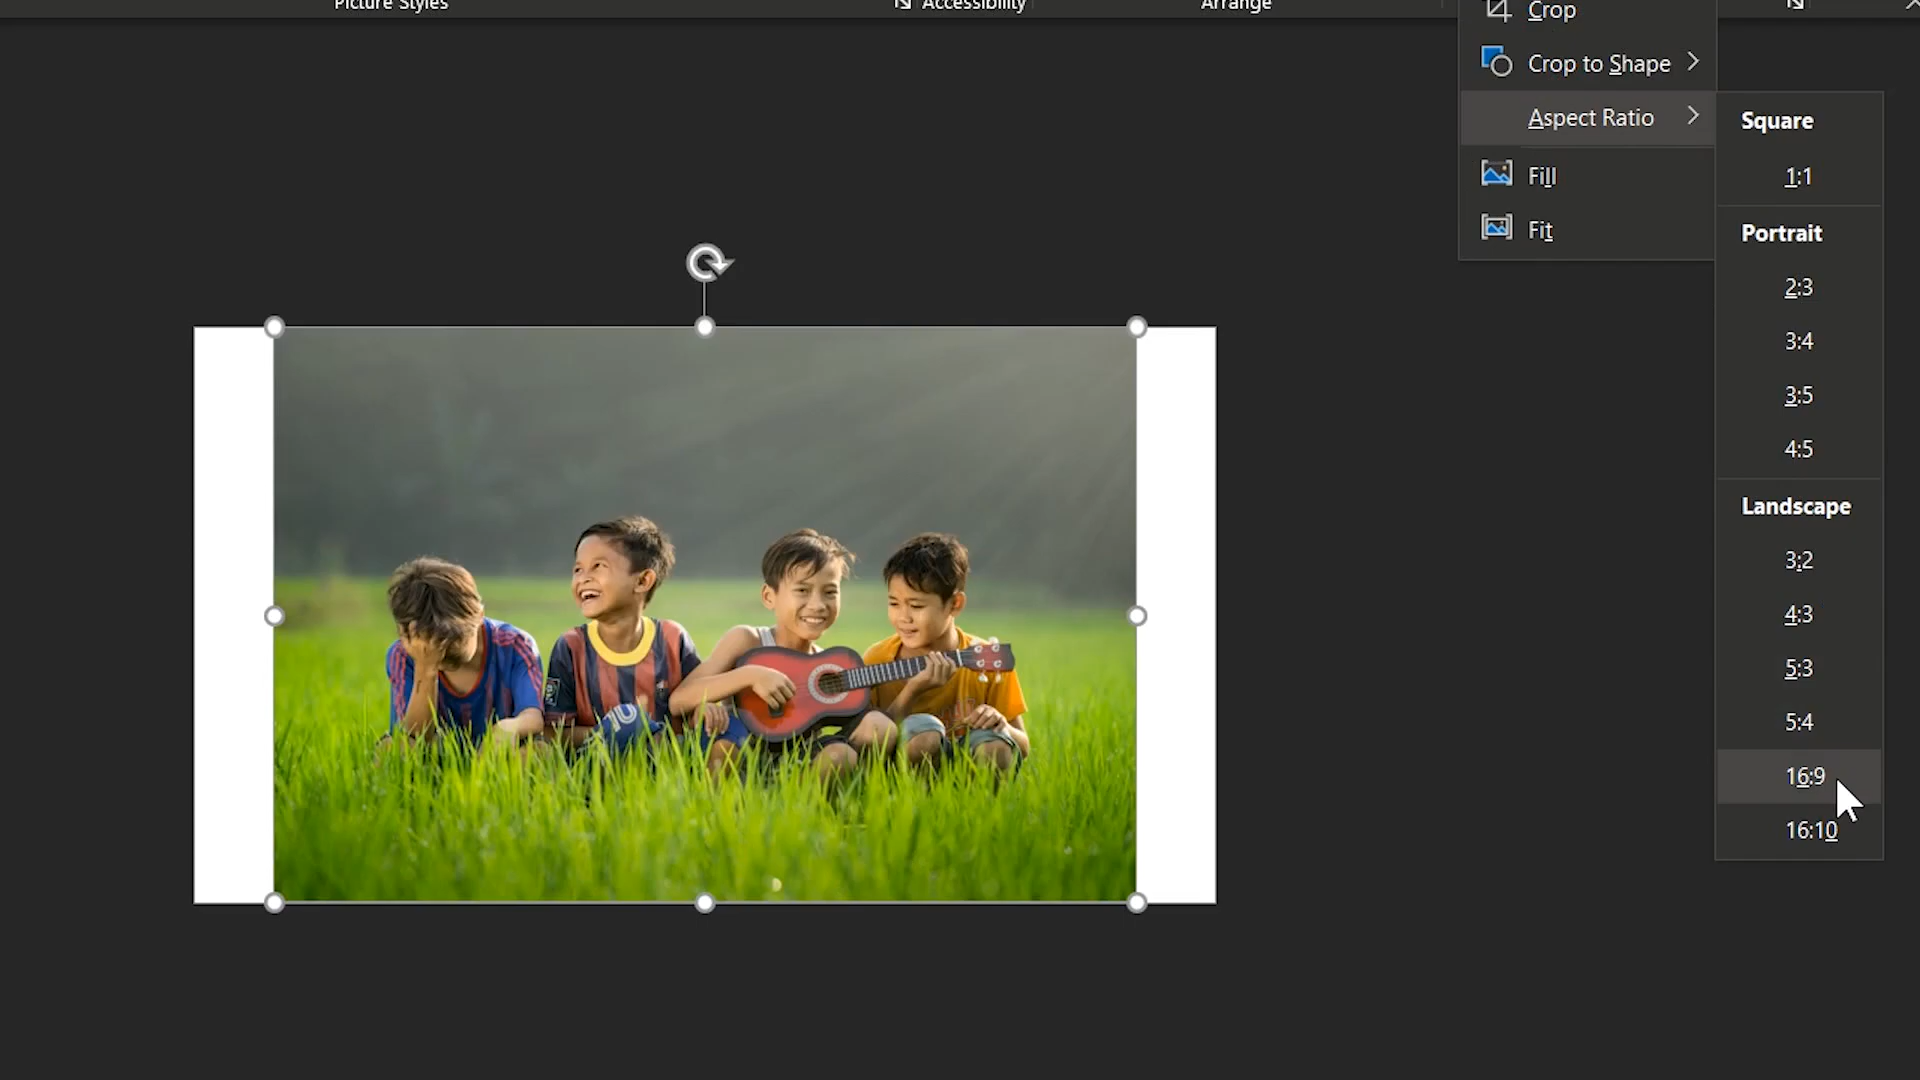 Picture Styles
Accessibility
Arrange
Crop
Crop to Shape
Aspect Ratio
Fill
Fit
Square
1:1
Portrait
2:3
3:4
3:5
4:5
Landscape
3:2
4:3
5:3
5:4
16:9
16:10
10